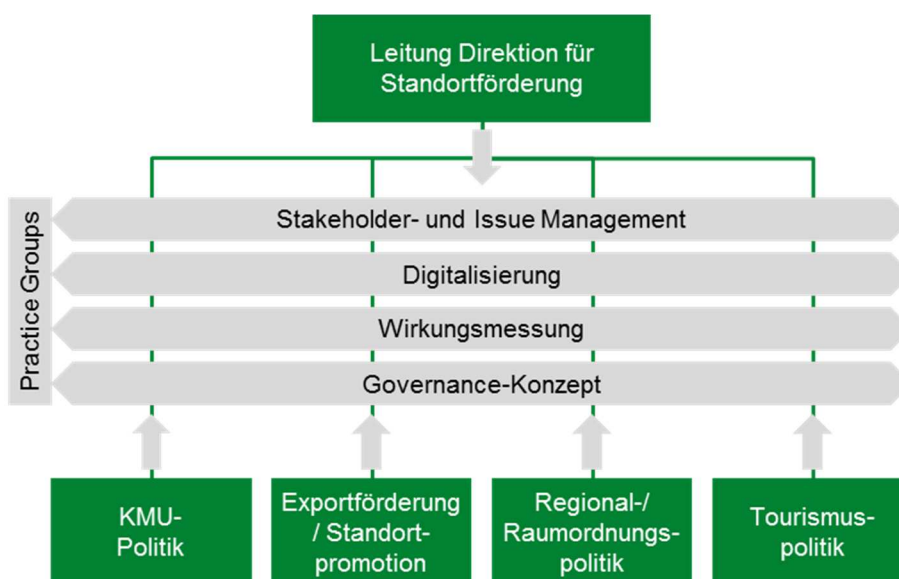 Leitung Direktion für
Standortförderung
Practice Groups
Stakeholder- und Issue Management
Digitalisierung
Wirkungsmessung
Governance-Konzept
KMU-
Politik
Exportförderung
/ Standort-
promotion
Regional-/
Raumordnungs-
politik
Tourismus-
politik